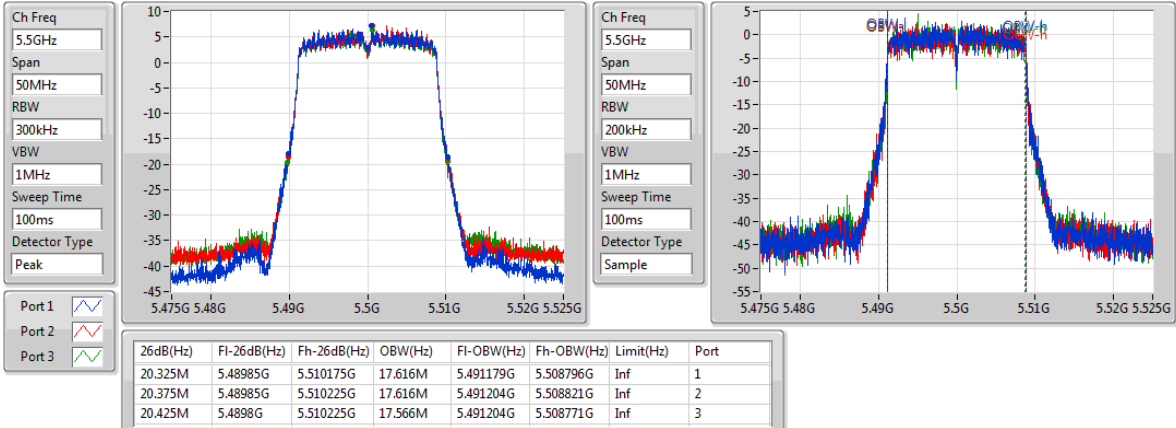 Ch Freq
5.5GHz
Span
50MHz
RBW
300kHz
VBW
1MHz
Sweep Time
100ms
Detector Type
Peak
Port 1
Port 2
Port 3
10
5
0
-5
-10
-15
-20
-25
-30
-35
-40
-45
5.475G 5.48G 5.49G 5.5G 5.51G 5.52G 5.525G
Ch Freq
5.5GHz
Span
50MHz
RBW
200kHz
VBW
1MHz
Sweep Time
100ms
Detector Type
Sample
OBW-l OBW-h
OBW-h
5
0
-5
-10
-15
-20
-25
-30
-35
-40
-45
-50
-55
5.475G 5.48G 5.49G 5.5G 5.51G 5.52G 5.525G
26dB(Hz) Fl-26dB(Hz) Fh-26dB(Hz) OBW(Hz) Fl-OBW(Hz) Fh-OBW(Hz) Limit(Hz) Port
20.325M 5.48985G 5.510175G 17.616M 5.491179G 5.508796G Inf 1
20.375M 5.48985G 5.510225G 17.616M 5.491204G 5.508821G Inf 2
20.425M 5.4898G 5.510225G 17.566M 5.491204G 5.508771G Inf 3